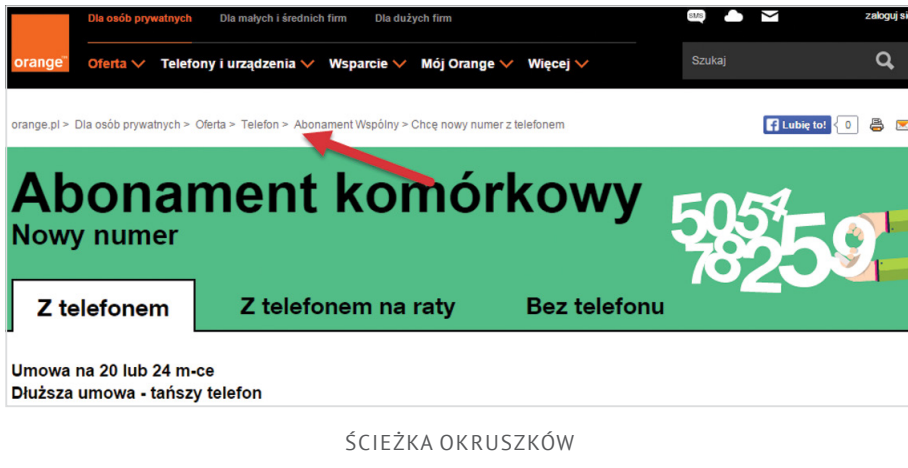 Dla osób prywatnych Dla małych i średnich firm Dla dużych firm SMS zaloguj si
orange™ Oferta Telefony i urządzenia Wsparcie Mój Orange Więcej Szukaj
orange.pl > Dla osób prywatnych > Oferta > Telefon > Abonament Wspólny > Chcę nowy numer z telefonem Lubię to! 0
Abonament komórkowy
Nowy numer
5054
78259
Z telefonem Z telefonem na raty Bez telefonu
Umowa na 20 lub 24 m-ce
Dłuższa umowa - tańszy telefon
ŚCIEŻKA OKRUSZKÓW